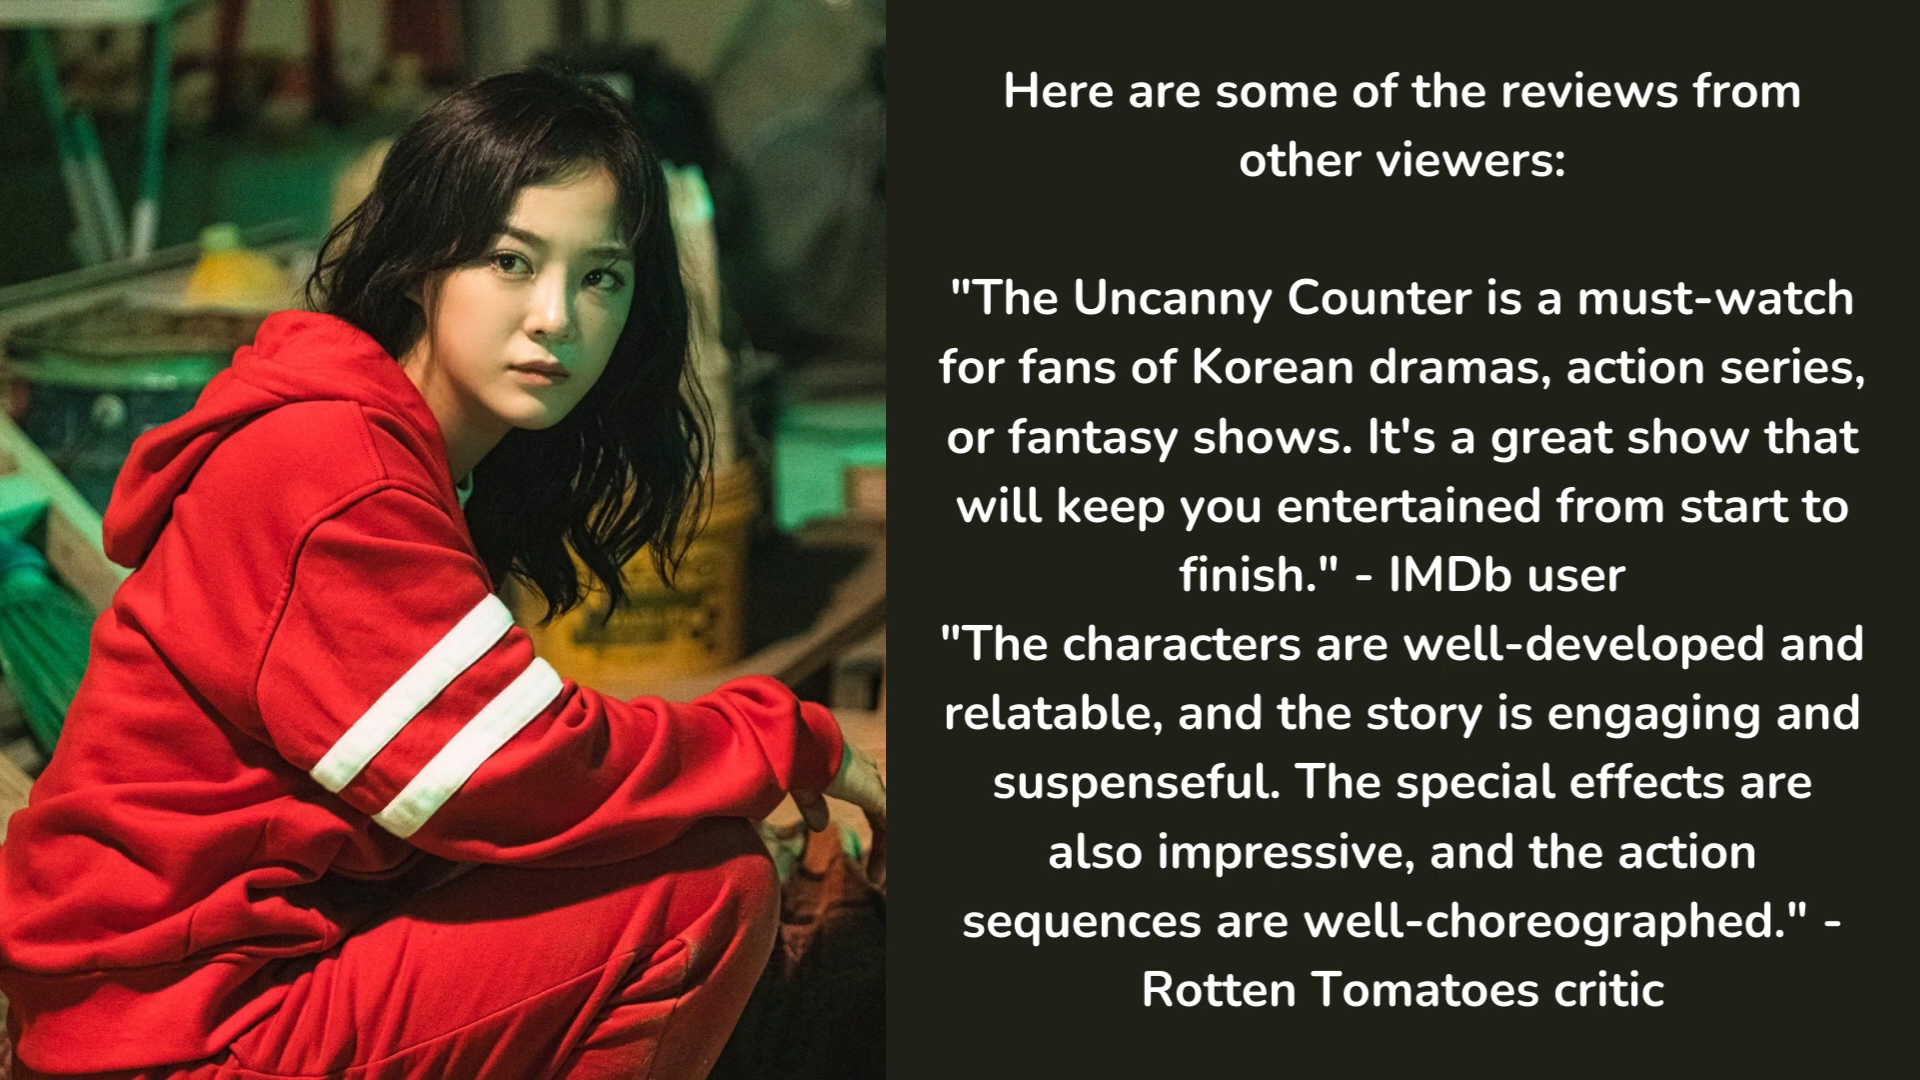 Here are some of the reviews from
other viewers:
"The Uncanny Counter is a must-watch
for fans of Korean dramas, action series,
or fantasy shows. It's a great show that
will keep you entertained from start to
finish." - IMDb user
"The characters are well-developed and
relatable, and the story is engaging and
suspenseful. The special effects are
also impressive, and the action
sequences are well-choreographed." -
Rotten Tomatoes critic